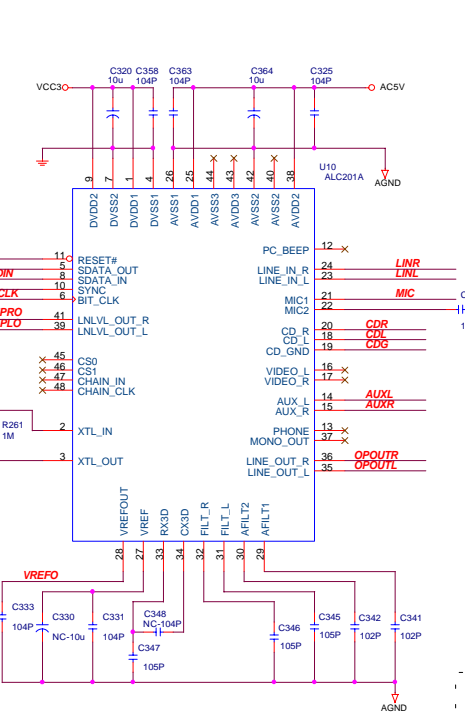 C320 C358 C363 C364 C325
10u 104P 104P 10u 104P
VCC3 AC5V
AGND
U10
ALC201A
9 7 1 4 26 25 44 43 42 40 38
DVDD2 DVSS2 DVDD1 DVSS1 AVSS1 AVDD1 AVSS3 AVDD3 AVSS2 AVSS2 AVDD2
PC_BEEP 12
11 RESET#
5 SDATA_OUT
DIN 8 SDATA_IN
10 SYNC
CLK 6 BIT_CLK
LINE_IN_R 24 LINR
LINE_IN_L 23 LINL
MIC1 21 MIC
MIC2 22
PRO 41 LNLVL_OUT_R
PLO 39 LNLVL_OUT_L
CD_R 20 CDR
CD_L 18 CDL
CD_GND 19 CDG
45 CS0
46 CS1
47 CHAIN_IN
48 CHAIN_CLK
VIDEO_L 16
VIDEO_R 17
AUX_L 14 AUXL
AUX_R 15 AUXR
R261
1M
2 XTL_IN
PHONE 13
MONO_OUT 37
3 XTL_OUT
LINE_OUT_R 36 OPOUTR
LINE_OUT_L 35 OPOUTL
VREFOUT VREF RX3D CX3D FILT_R FILT_L AFILT2 AFILT1
28 27 33 34 32 31 30 29
VREFO
C333
104P
C330
NC-10u
C331
104P
C348
NC-104P
C347
105P
C346
105P
C345
105P
C342
102P
C341
102P
AGND